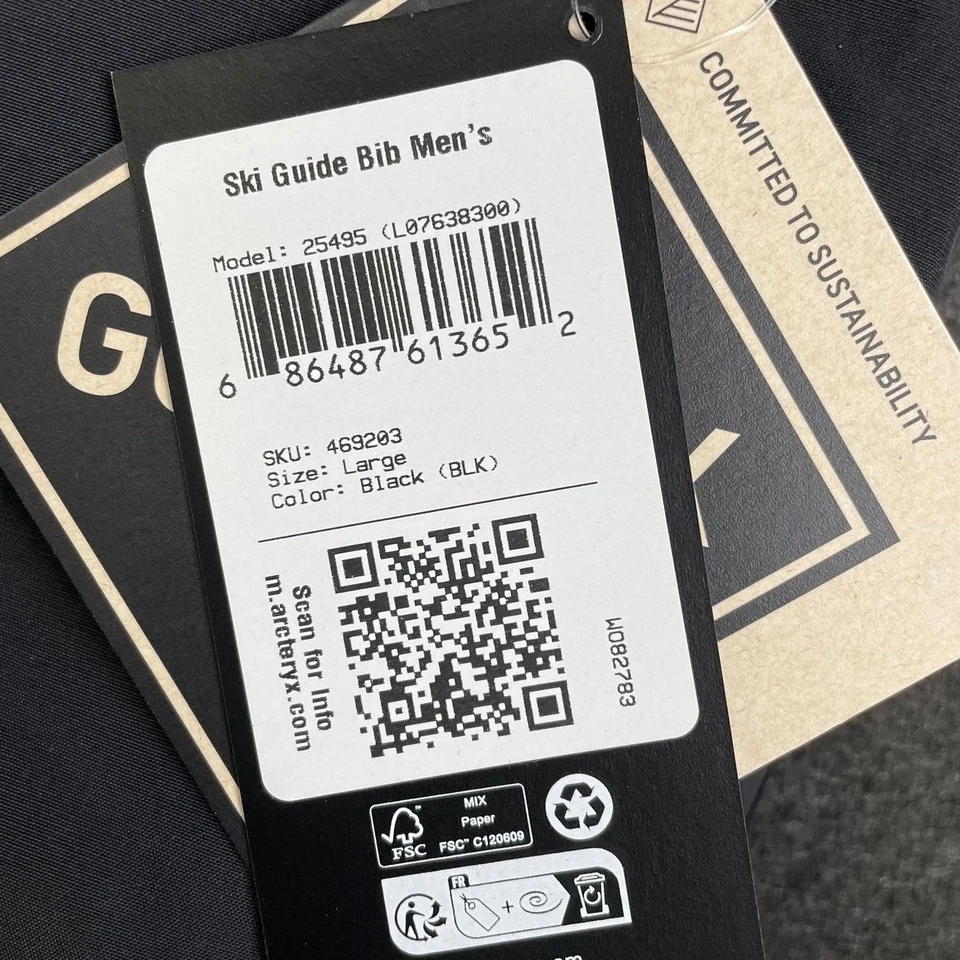 Ski Guide Bib Men's
Model: 25495 (L07638300)
6 86487 61365 2
SKU: 469203
Size: Large
Color: Black (BLK)
Scan for Info
m.arcteryx.com
WO82783
MIX
Paper
FSC™ C120609
FSC
FR
+
COMMITTED TO SUSTAINABILITY